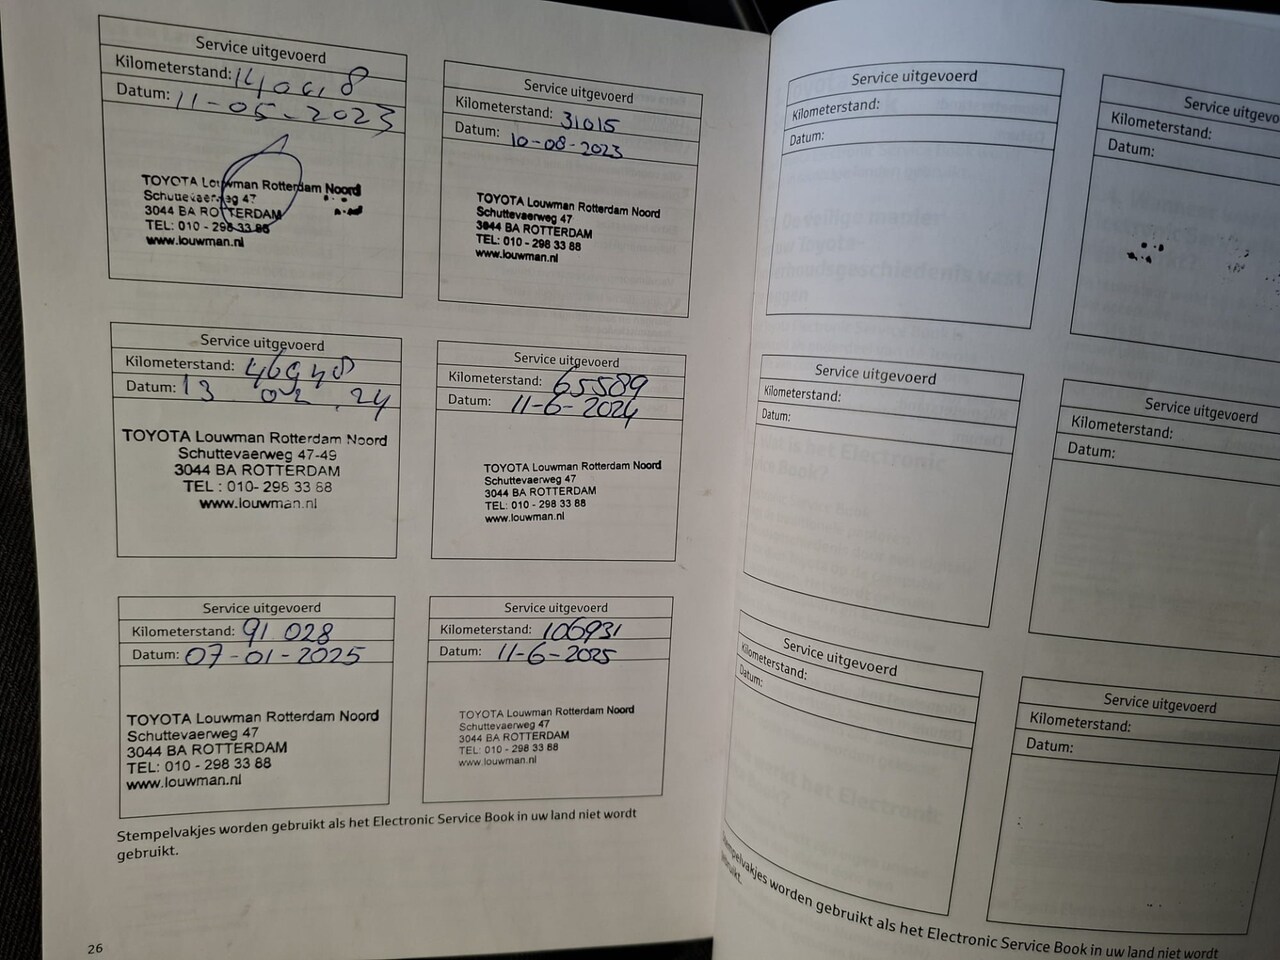 Service uitgevoerd
Kilometerstand:
Datum: 11-05-2023
TOYOTA Louwman Rotterdam Noord
Schuttevaerweg 47
3044 BA ROTTERDAM
TEL: 010 - 298 33 88
www.louwman.nl
Service uitgevoerd
Kilometerstand: 31015
Datum: 10-08-2023
TOYOTA Louwman Rotterdam Noord
Schuttevaerweg 47
3044 BA ROTTERDAM
TEL: 010 - 298 33 88
www.louwman.nl
Service uitgevoerd
Kilometerstand: 46948
Datum: 13 02 .24
TOYOTA Louwman Rotterdam Noord
Schuttevaerweg 47-49
3044 BA ROTTERDAM
TEL : 010- 298 33 88
www.louwman.nl
Service uitgevoerd
Kilometerstand: 65589
Datum: 11-6-2024
TOYOTA Louwman Rotterdam Noord
Schuttevaerweg 47
3044 BA ROTTERDAM
TEL: 010 - 298 33 88
www.louwman.nl
Service uitgevoerd
Kilometerstand: 91.028
Datum: 07-01-2025
TOYOTA Louwman Rotterdam Noord
Schuttevaerweg 47
3044 BA ROTTERDAM
TEL: 010 - 298 33 88
www.louwman.nl
Service uitgevoerd
Kilometerstand: 106931
Datum: 11-6-2025
TOYOTA Louwman Rotterdam Noord
Schuttevaerweg 47
3044 BA ROTTERDAM
TEL: 010 - 298 33 88
www.louwman.nl
Stempelvakjes worden gebruikt als het Electronic Service Book in uw land niet wordt
gebruikt.
26
Service uitgevoerd
Kilometerstand:
Datum:
Service uitgevo
Kilometerstand:
Datum:
Service uitgevoerd
Kilometerstand:
Datum:
Service uitgevoerd
Kilometerstand:
Datum:
Service uitgevoerd
Kilometerstand:
Datum:
Service uitgevoerd
Kilometerstand:
Datum:
Stempelvakjes worden gebruikt als het Electronic Service Book in uw land niet wordt
gebruikt.